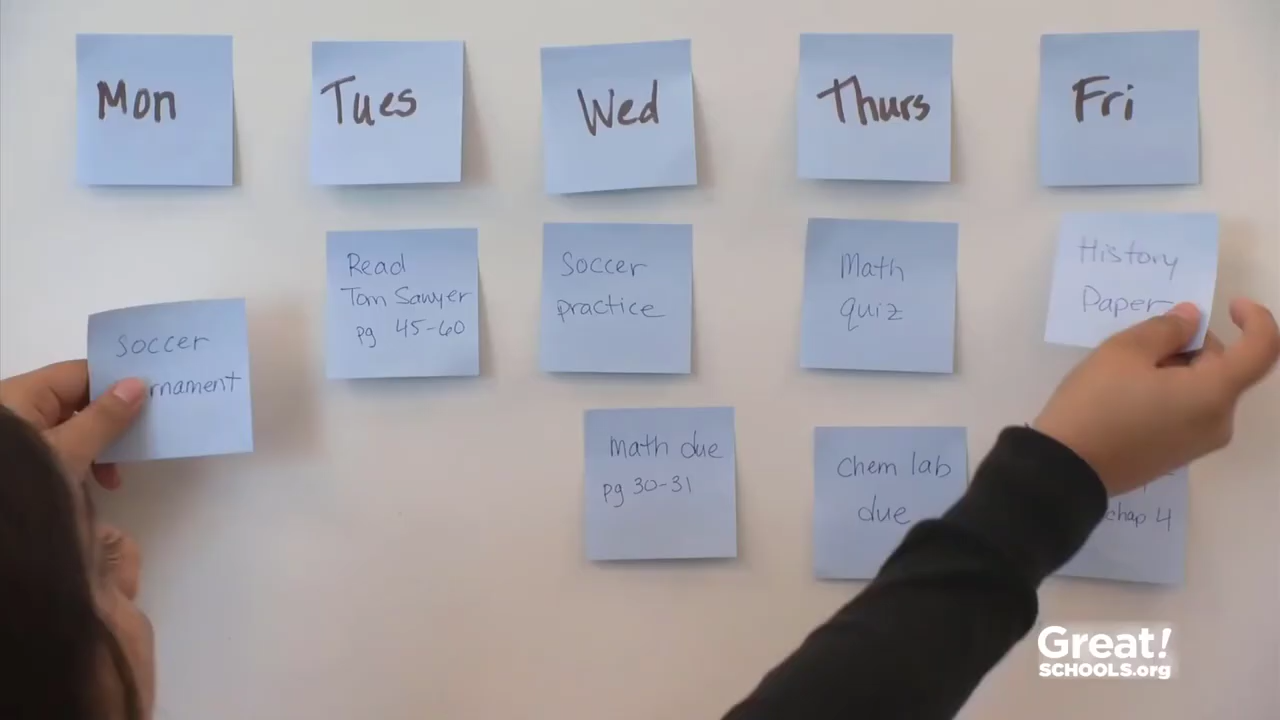 Mon
Tues
Wed
Thurs
Fri
Soccer
rnament
Read
Tom Sawyer
pg 45-60
Soccer
practice
Math
quiz
History
Paper
math due
pg 30-31
Chem lab
due
chap 4
Great!
SCHOOLS.org